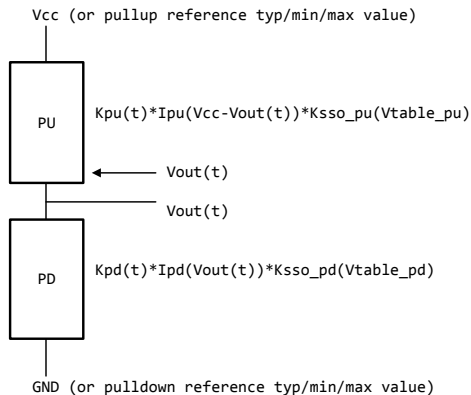 Vcc (or pullup reference typ/min/max value)
PU
Kpu(t)*Ipu(Vcc-Vout(t))*Ksso_pu(Vtable_pu)
Vout(t)
Vout(t)
PD
Kpd(t)*Ipd(Vout(t))*Ksso_pd(Vtable_pd)
GND (or pulldown reference typ/min/max value)